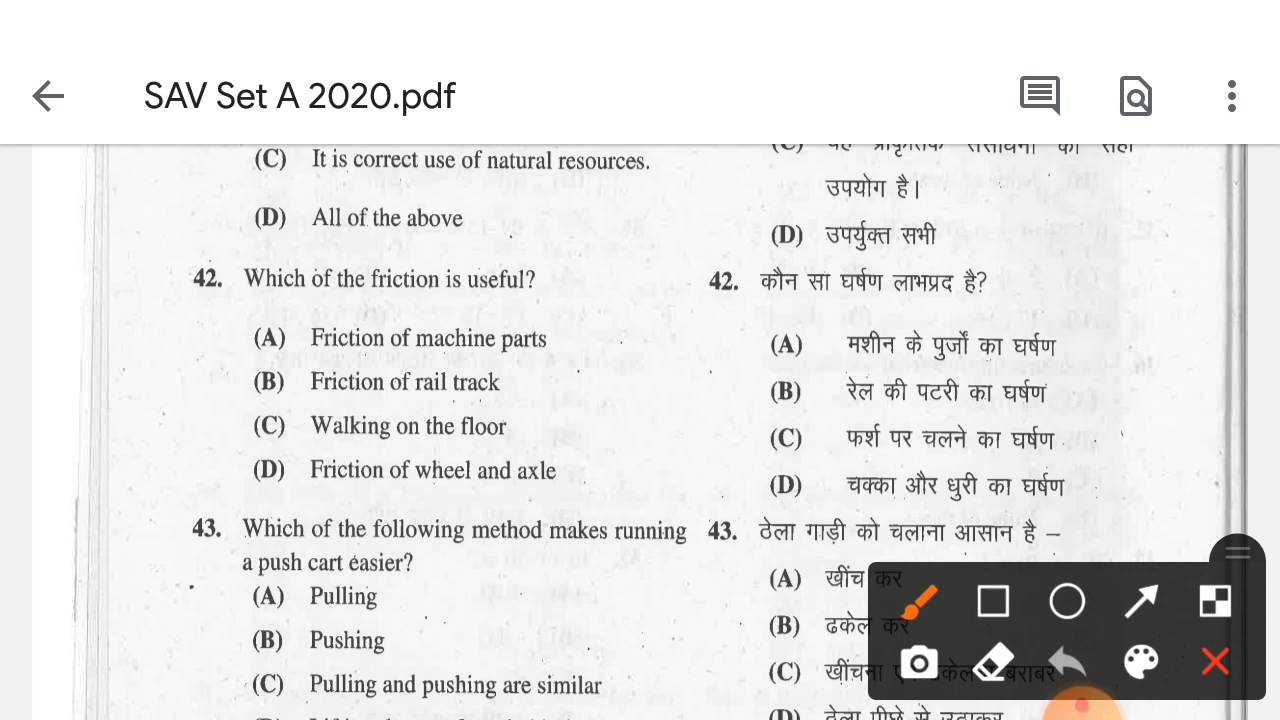 SAV Set A 2020.pdf
(C) It is correct use of natural resources.
(D) All of the above
42. Which of the friction is useful?
(A) Friction of machine parts
(B) Friction of rail track
(C) Walking on the floor
(D) Friction of wheel and axle
43. Which of the following method makes running
a push cart easier?
(A) Pulling
(B) Pushing
(C) Pulling and pushing are similar
उपयोग है।
(D) उपर्युक्त सभी
42. कौन सा घर्षण लाभप्रद है?
(A) मशीन के पुर्जों का घर्षण
(B) रेल की पटरी का घर्षण
(C) फर्श पर चलने का घर्षण
(D) चक्का और धुरी का घर्षण
43. ठेला गाड़ी को चलाना आसान है –
(A) खींच कर
(B) ढकेल कर
(C) खींचना ढकेल बराबर
(D) ठेला पीछे से उठाकर